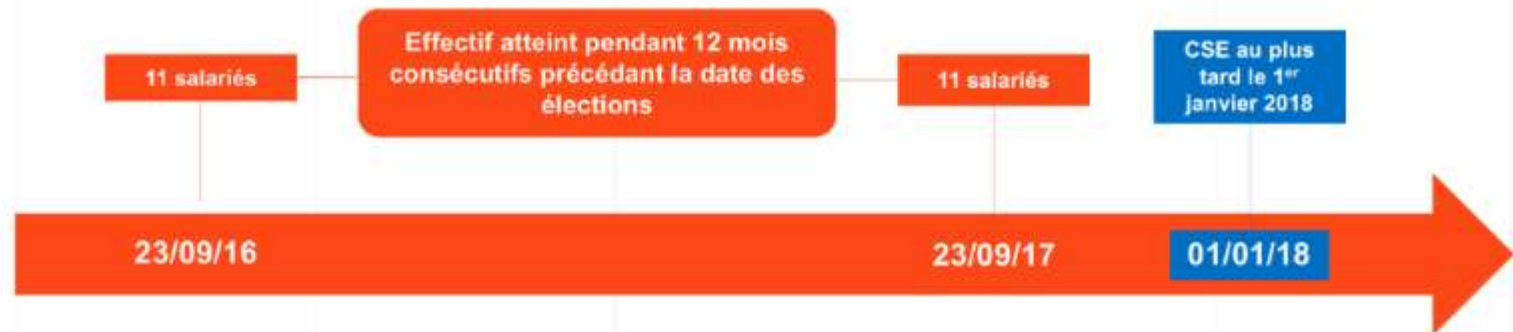 Effectif atteint pendant 12 mois
consécutifs précédant la date des
élections
11 salariés
11 salariés
CSE au plus
tard le 1er
janvier 2018
23/09/16
23/09/17
01/01/18